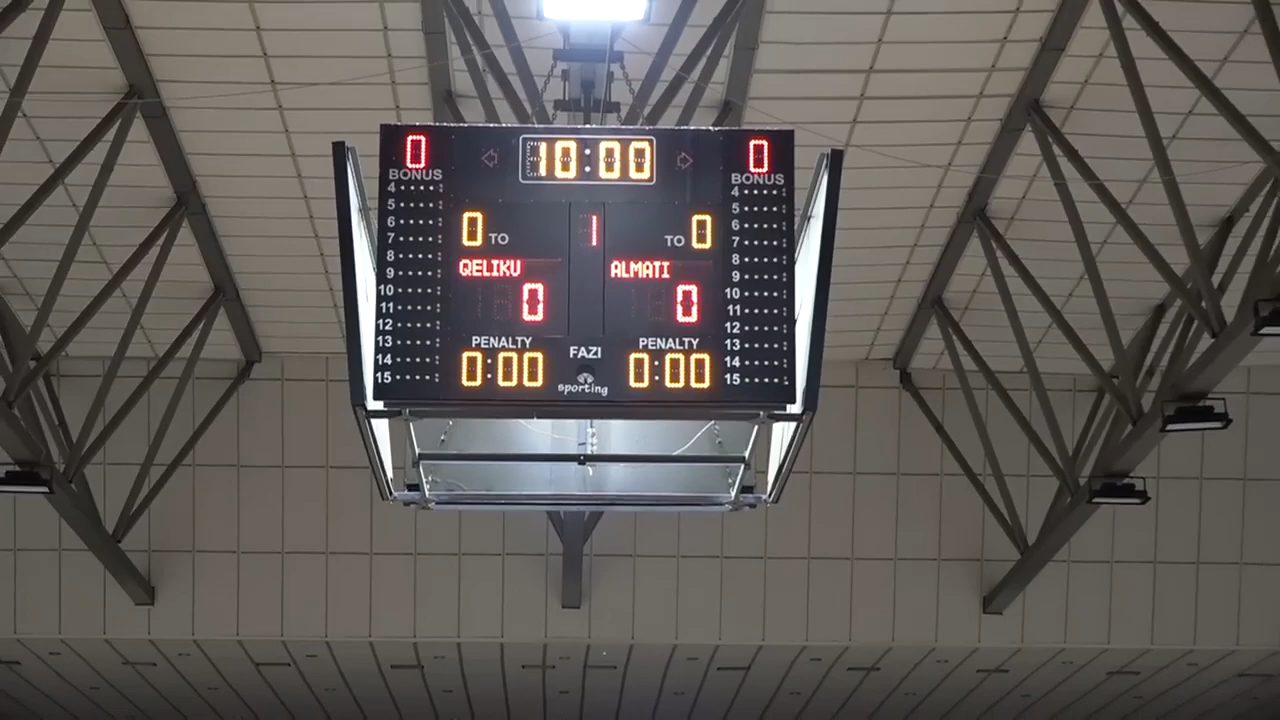 0 10:00 0
BONUS BONUS
4 4
5 5
6 0 TO 1 TO 0 6
7 7
8 8
9 QELIKU ALMATI 9
10 10
11 0 0 11
12 12
13 PENALTY PENALTY 13
14 FAZI 14
15 0:00 0:00 15
sporting